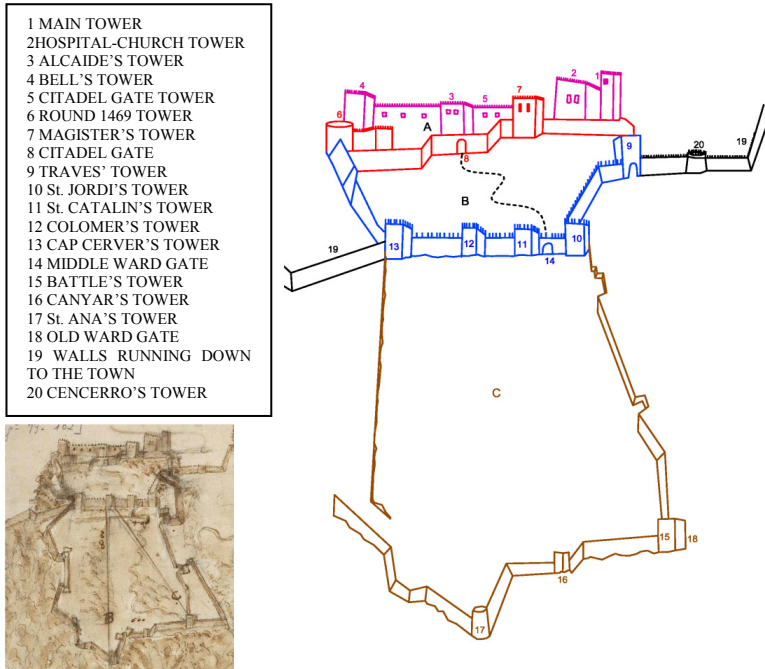 1 MAIN TOWER
2HOSPITAL-CHURCH TOWER
3 ALCAIDE'S TOWER
4 BELL'S TOWER
5 CITADEL GATE TOWER
6 ROUND 1469 TOWER
7 MAGISTER'S TOWER
8 CITADEL GATE
9 TRAVES' TOWER
10 St. JORDI'S TOWER
11 St. CATALIN'S TOWER
12 COLOMER'S TOWER
13 CAP CERVER'S TOWER
14 MIDDLE WARD GATE
15 BATTLE'S TOWER
16 CANYAR'S TOWER
17 St. ANA'S TOWER
18 OLD WARD GATE
19 WALLS RUNNING DOWN
TO THE TOWN
20 CENCERRO'S TOWER
4
3
5
7
2
1
6
A
8
9
20
19
B
19
13
12
11
14
10
C
15
18
16
17
B